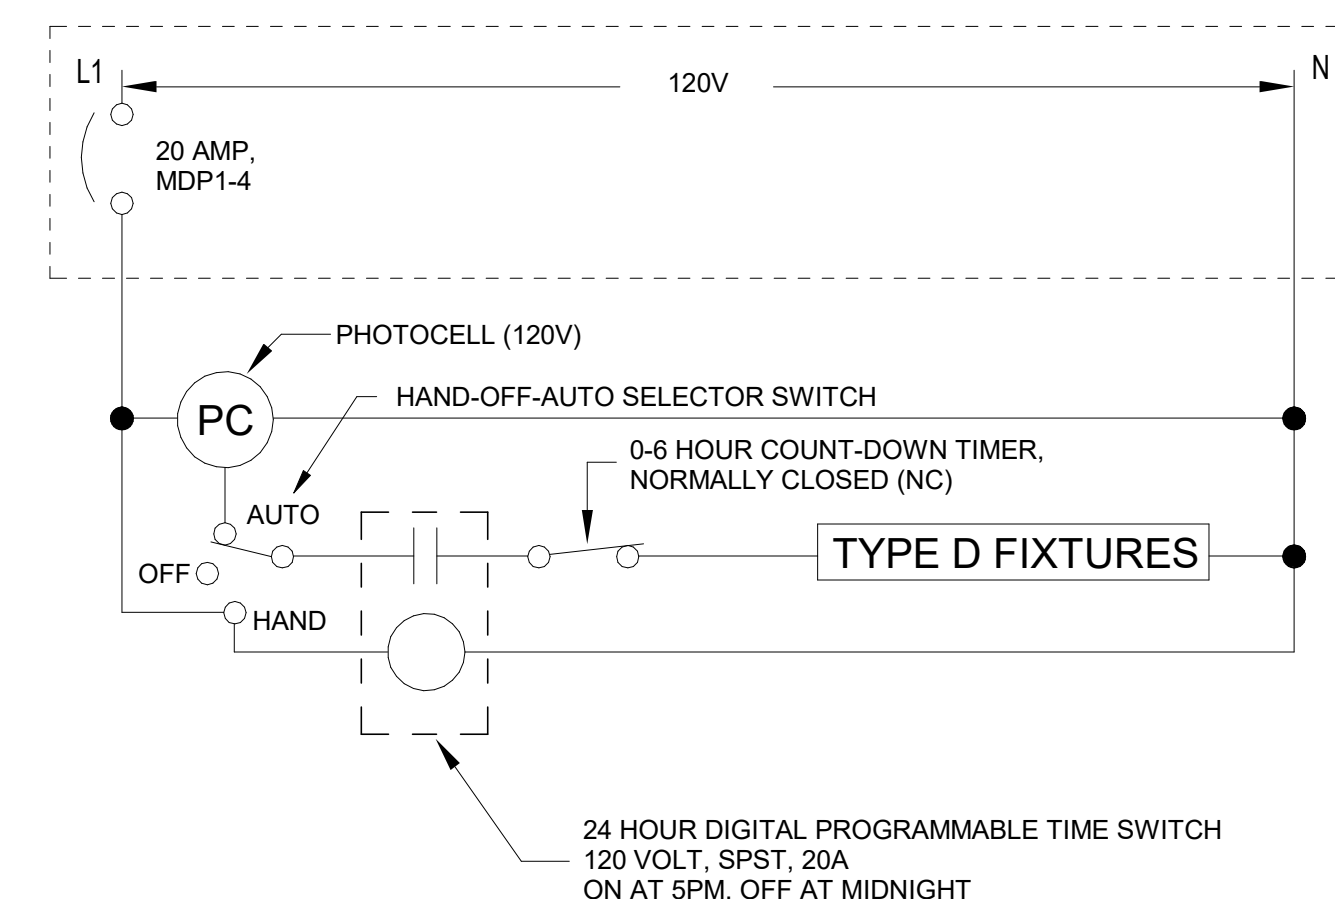 L1
120V
N
20 AMP,
MDP1-4
PHOTOCELL (120V)
PC
HAND-OFF-AUTO SELECTOR SWITCH
0-6 HOUR COUNT-DOWN TIMER,
NORMALLY CLOSED (NC)
AUTO
TYPE D FIXTURES
OFF
HAND
24 HOUR DIGITAL PROGRAMMABLE TIME SWITCH
120 VOLT, SPST, 20A
ON AT 5PM, OFF AT MIDNIGHT